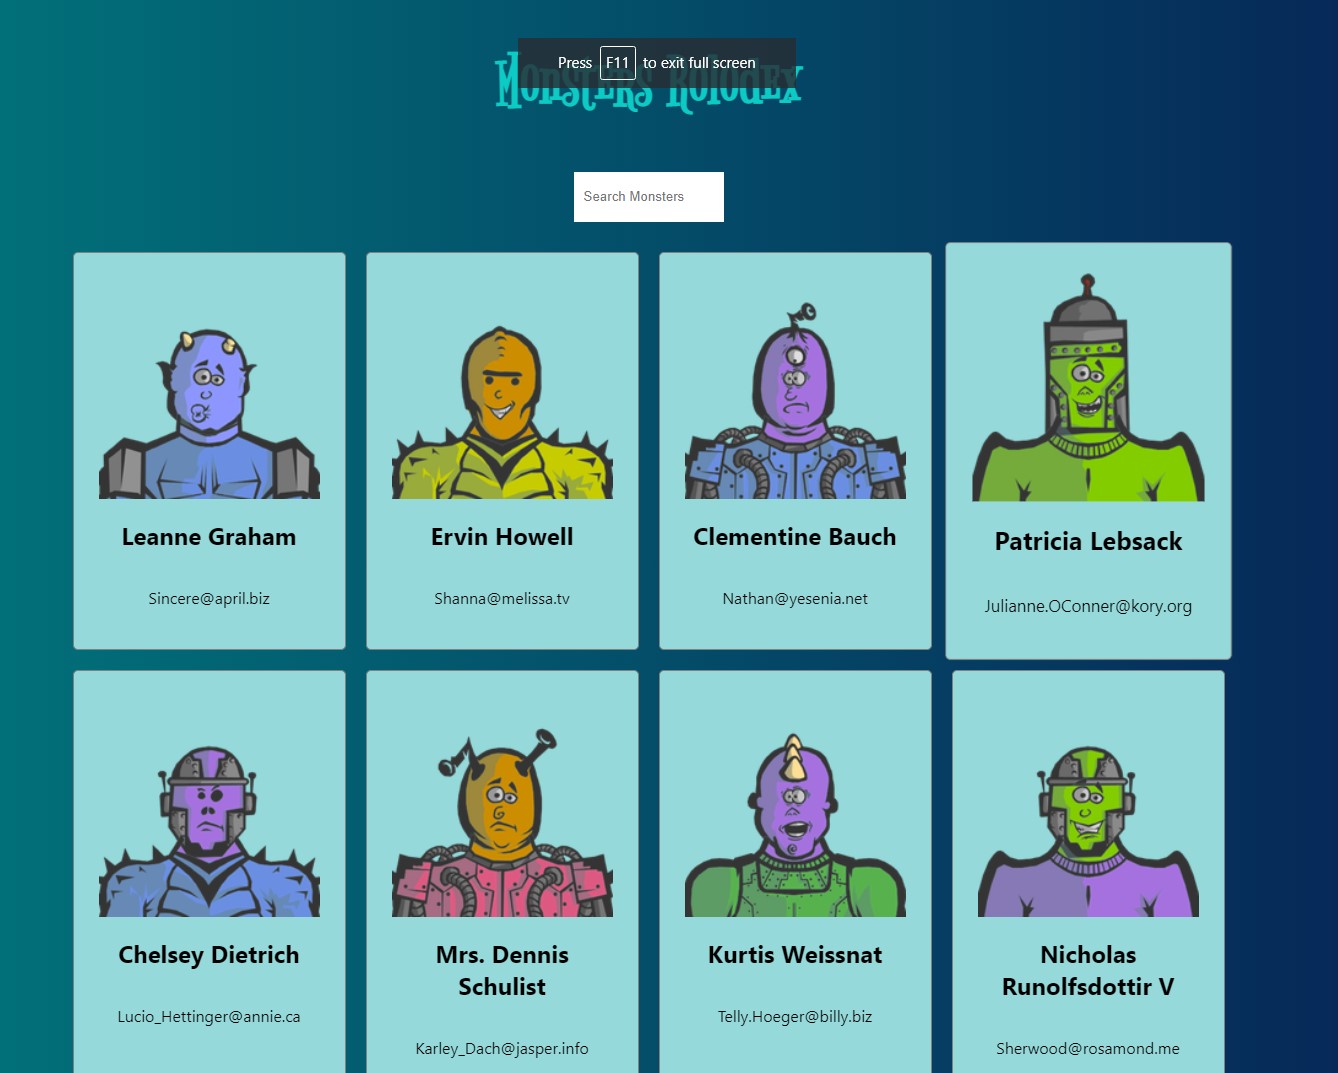 Press F11 to exit full screen
Monsters Rolodex
Search Monsters
Leanne Graham
Sincere@april.biz
Ervin Howell
Shanna@melissa.tv
Clementine Bauch
Nathan@yesenia.net
Patricia Lebsack
Julianne.OConner@kory.org
Chelsey Dietrich
Lucio_Hettinger@annie.ca
Mrs. Dennis
Schulist
Karley_Dach@jasper.info
Kurtis Weissnat
Telly.Hoeger@billy.biz
Nicholas
Runolfsdottir V
Sherwood@rosamond.me